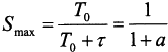 S_max = T_0 / (T_0 + τ) = 1 / (1 + a)